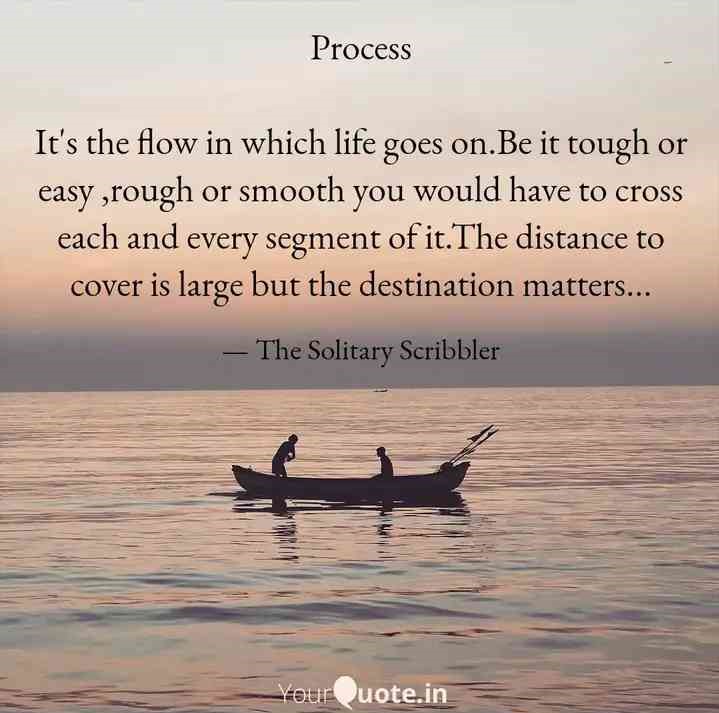 Process
It's the flow in which life goes on.Be it tough or
easy ,rough or smooth you would have to cross
each and every segment of it.The distance to
cover is large but the destination matters...
— The Solitary Scribbler
YourQuote.in